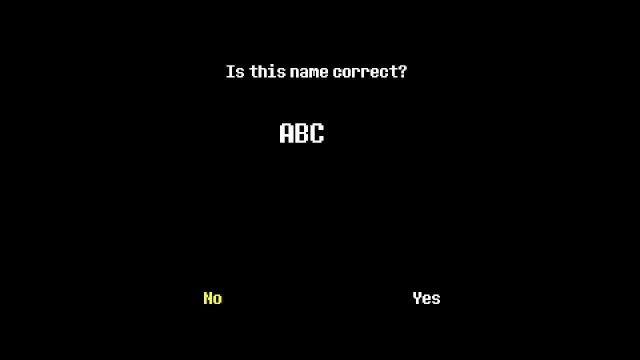 Is this name correct?
ABC
No Yes